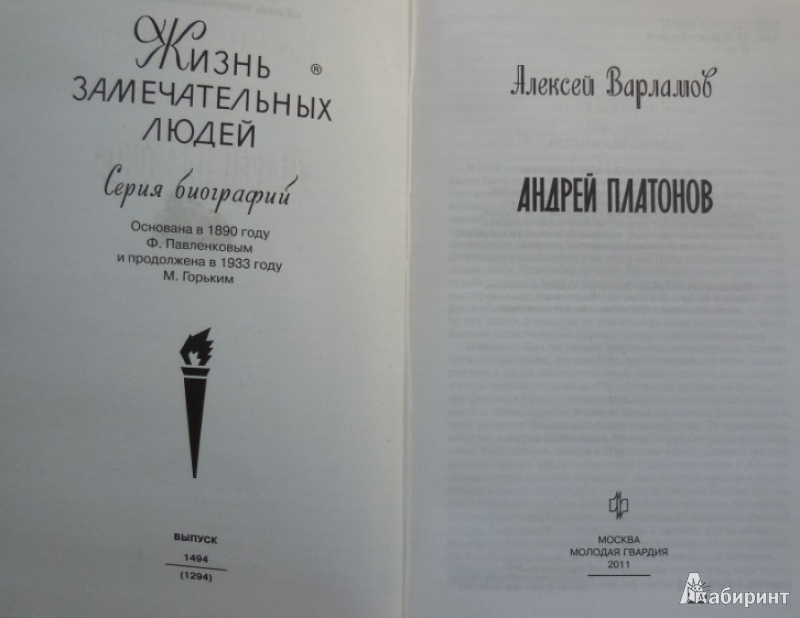 Жизнь ®
ЗАМЕЧАТЕЛЬНЫХ
ЛЮДЕЙ
Серия биографий
Основана в 1890 году
Ф. Павленковым
и продолжена в 1933 году
М. Горьким
ВЫПУСК
1494
(1294)
Алексей Варламов
АНДРЕЙ ПЛАТОНОВ
МОСКВА
МОЛОДАЯ ГВАРДИЯ
2011
Лабиринт